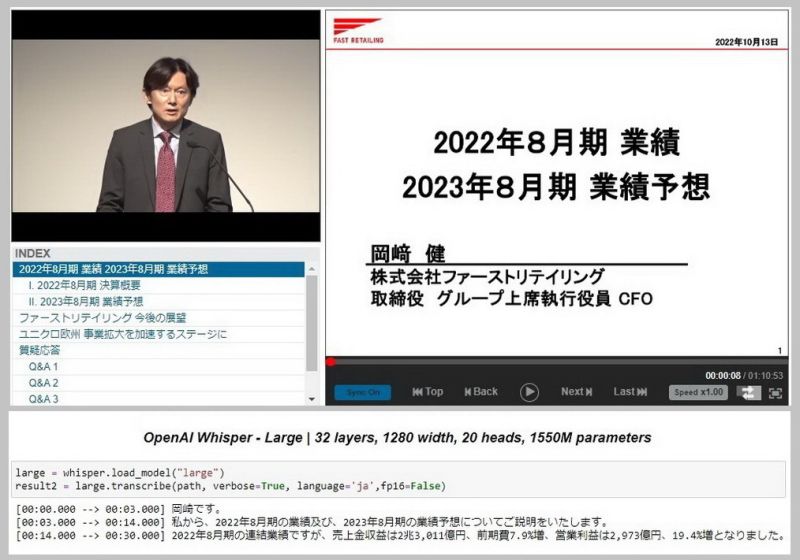 FAST RETAILING
2022年10月13日
2022年8月期 業績
2023年8月期 業績予想
岡﨑 健
株式会社ファーストリテイリング
取締役 グループ上席執行役員 CFO
1
INDEX
2022年8月期 業績 2023年8月期 業績予想
I. 2022年8月期 決算概要
II. 2023年8月期 業績予想
ファーストリテイリング 今後の展望
ユニクロ欧州 事業拡大を加速するステージに
質疑応答
Q&A 1
Q&A 2
Q&A 3
00:00:08 / 01:10:53
Sync On
Top
Back
Next
Last
Speed x1.00
OpenAI Whisper - Large | 32 layers, 1280 width, 20 heads, 1550M parameters
large = whisper.load_model("large")
result2 = large.transcribe(path, verbose=True, language='ja',fp16=False)
[00:00.000 --> 00:03.000] 岡崎です。
[00:03.000 --> 00:14.000] 私から、2022年8月期の業績及び、2023年8月期の業績予想についてご説明をいたします。
[00:14.000 --> 00:30.000] 2022年8月期の連結業績ですが、売上金収益は2兆3,011億円、前期費7.9%増、営業利益は2,973億円、19.4%増となりました。